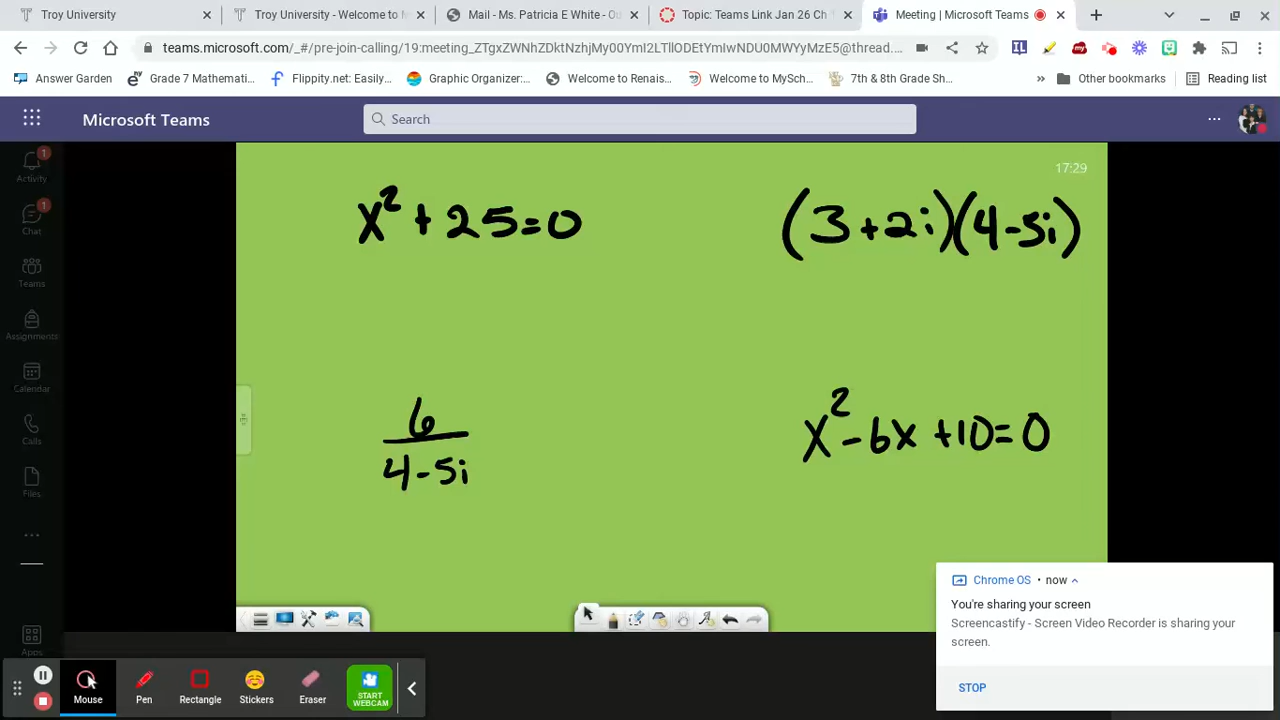 Troy University
Troy University - Welcome to M
Mail - Ms. Patricia E White - Ou
Topic: Teams Link Jan 26 Ch 1
Meeting | Microsoft Teams
teams.microsoft.com/_#/pre-join-calling/19:meeting_ZTgxZWNhZDktNzhjMy00YmI2LTllODEtYmIwNDU0MWYyMzE5@thread....
Answer Garden
Grade 7 Mathemati...
Flippity.net: Easily...
Graphic Organizer:...
Welcome to Renais...
Welcome to MySch...
7th & 8th Grade Sh...
»
Other bookmarks
Reading list
Microsoft Teams
Search
...
Activity
1
Chat
1
Teams
Assignments
Calendar
Calls
Files
...
Apps
17:29
x² + 25 = 0
(3 + 2i)(4 - 5i)
6
4 - 5i
x² - 6x + 10 = 0
Chrome OS • now
You're sharing your screen
Screencastify - Screen Video Recorder is sharing your
screen.
STOP
Mouse
Pen
Rectangle
Stickers
Eraser
START
WEBCAM